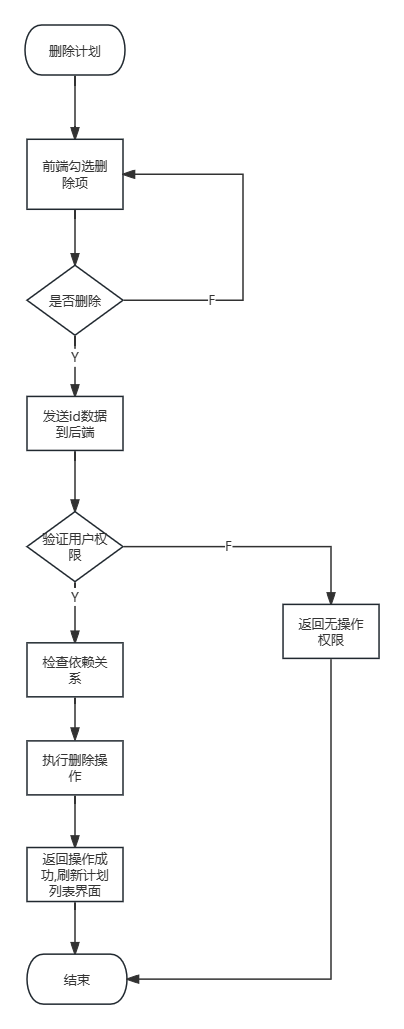 删除计划
前端勾选删
除项
是否删除
F
Y
发送id数据
到后端
验证用户权
限
F
Y
返回无操作
权限
检查依赖关
系
执行删除操
作
返回操作成
功,刷新计划
列表界面
结束